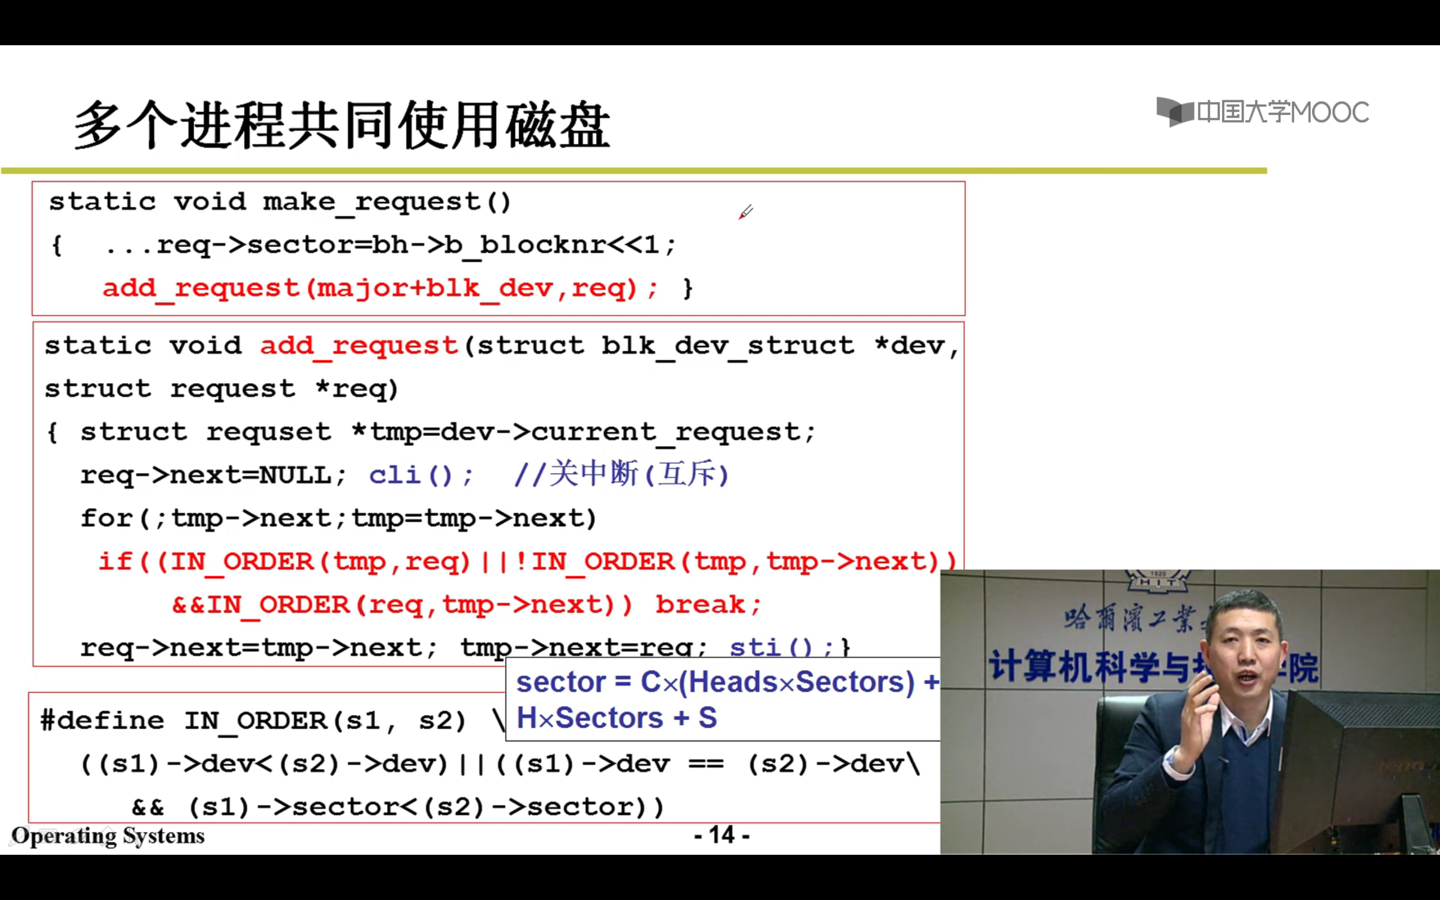 多个进程共同使用磁盘
中国大学MOOC
static void make_request()
{ ...req->sector=bh->b_blocknr<<1;
add_request(major+blk_dev,req); }
static void add_request(struct blk_dev_struct *dev,
struct request *req)
{ struct requset *tmp=dev->current_request;
req->next=NULL; cli(); //关中断(互斥)
for(;tmp->next;tmp=tmp->next)
if((IN_ORDER(tmp,req)||!IN_ORDER(tmp,tmp->next))
&&IN_ORDER(req,tmp->next)) break;
req->next=tmp->next; tmp->next=req; sti();}
sector = C×(Heads×Sectors) +
H×Sectors + S
#define IN_ORDER(s1, s2) \
((s1)->dev<(s2)->dev)||((s1)->dev == (s2)->dev\
&& (s1)->sector<(s2)->sector))
Operating Systems
- 14 -
HIT
哈尔滨工业
计算机科学与
院